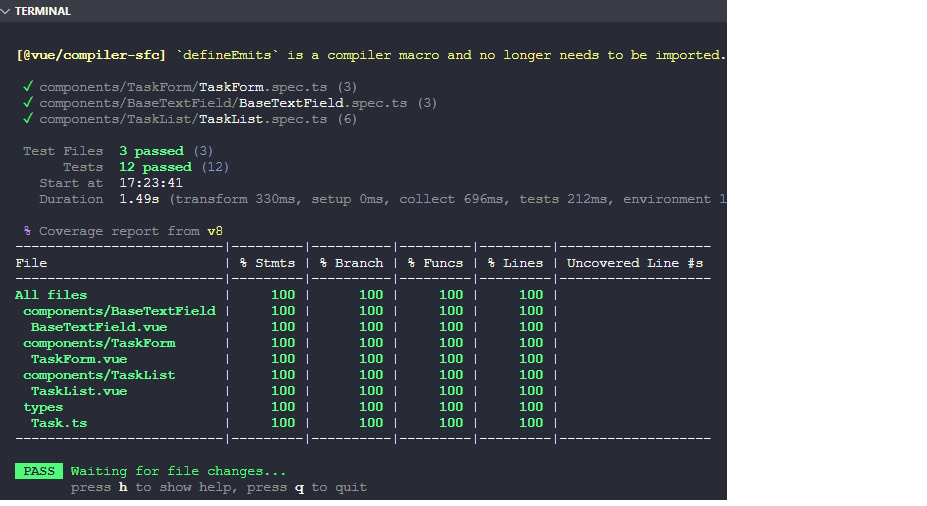 TERMINAL
[@vue/compiler-sfc] `defineEmits` is a compiler macro and no longer needs to be imported.
✓ components/TaskForm/TaskForm.spec.ts (3)
✓ components/BaseTextField/BaseTextField.spec.ts (3)
✓ components/TaskList/TaskList.spec.ts (6)
Test Files  3 passed (3)
Tests  12 passed (12)
Start at  17:23:41
Duration  1.49s (transform 330ms, setup 0ms, collect 696ms, tests 212ms, environment 1
% Coverage report from v8
--------------------------|---------|----------|---------|---------|-------------------
File                      | % Stmts | % Branch | % Funcs | % Lines | Uncovered Line #s
--------------------------|---------|----------|---------|---------|-------------------
All files                 |     100 |      100 |     100 |     100 |
 components/BaseTextField |     100 |      100 |     100 |     100 |
  BaseTextField.vue       |     100 |      100 |     100 |     100 |
 components/TaskForm      |     100 |      100 |     100 |     100 |
  TaskForm.vue            |     100 |      100 |     100 |     100 |
 components/TaskList      |     100 |      100 |     100 |     100 |
  TaskList.vue            |     100 |      100 |     100 |     100 |
 types                    |     100 |      100 |     100 |     100 |
  Task.ts                 |     100 |      100 |     100 |     100 |
--------------------------|---------|----------|---------|---------|-------------------
PASS  Waiting for file changes...
press h to show help, press q to quit